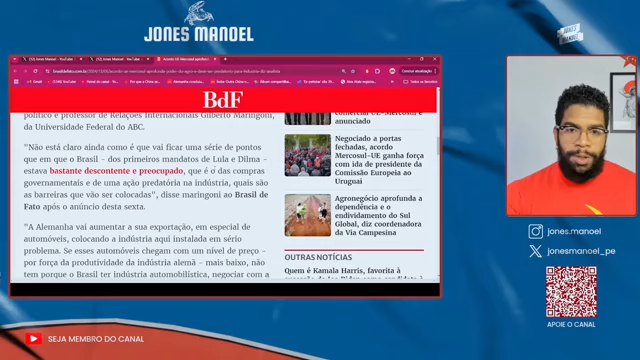 JONES MANOEL
BdF
político e professor de Relações Internacionais Gilberto Maringoni,
da Universidade Federal do ABC.
"Não está claro ainda como é que vai ficar uma série de pontos
que em que o Brasil - dos primeiros mandatos de Lula e Dilma -
estava bastante descontente e preocupado, que é o das compras
governamentais e de uma ação predatória na indústria, quais são
as barreiras que vão ser colocadas", disse maringoni ao Brasil de
Fato após o anúncio desta sexta.
"A Alemanha vai aumentar a sua exportação, em especial de
automóveis, colocando a indústria aqui instalada em sério
problema. Se esses automóveis chegam com um nível de preço -
por força da produtividade da indústria alemã - mais baixo, não
tem porque o Brasil ter indústria automobilística, negociar com a
anunciado
Negociado a portas
fechadas, acordo
Mercosul-UE ganha força
com ida de presidente da
Comissão Europeia ao
Uruguai
Agronegócio aprofunda a
dependência e o
endividamento do Sul
Global, diz coordenadora
da Via Campesina
OUTRAS NOTÍCIAS
Quem é Kamala Harris, favorita à
jones.manoel
jonesmanoel_pe
APOIE O CANAL
SEJA MEMBRO DO CANAL